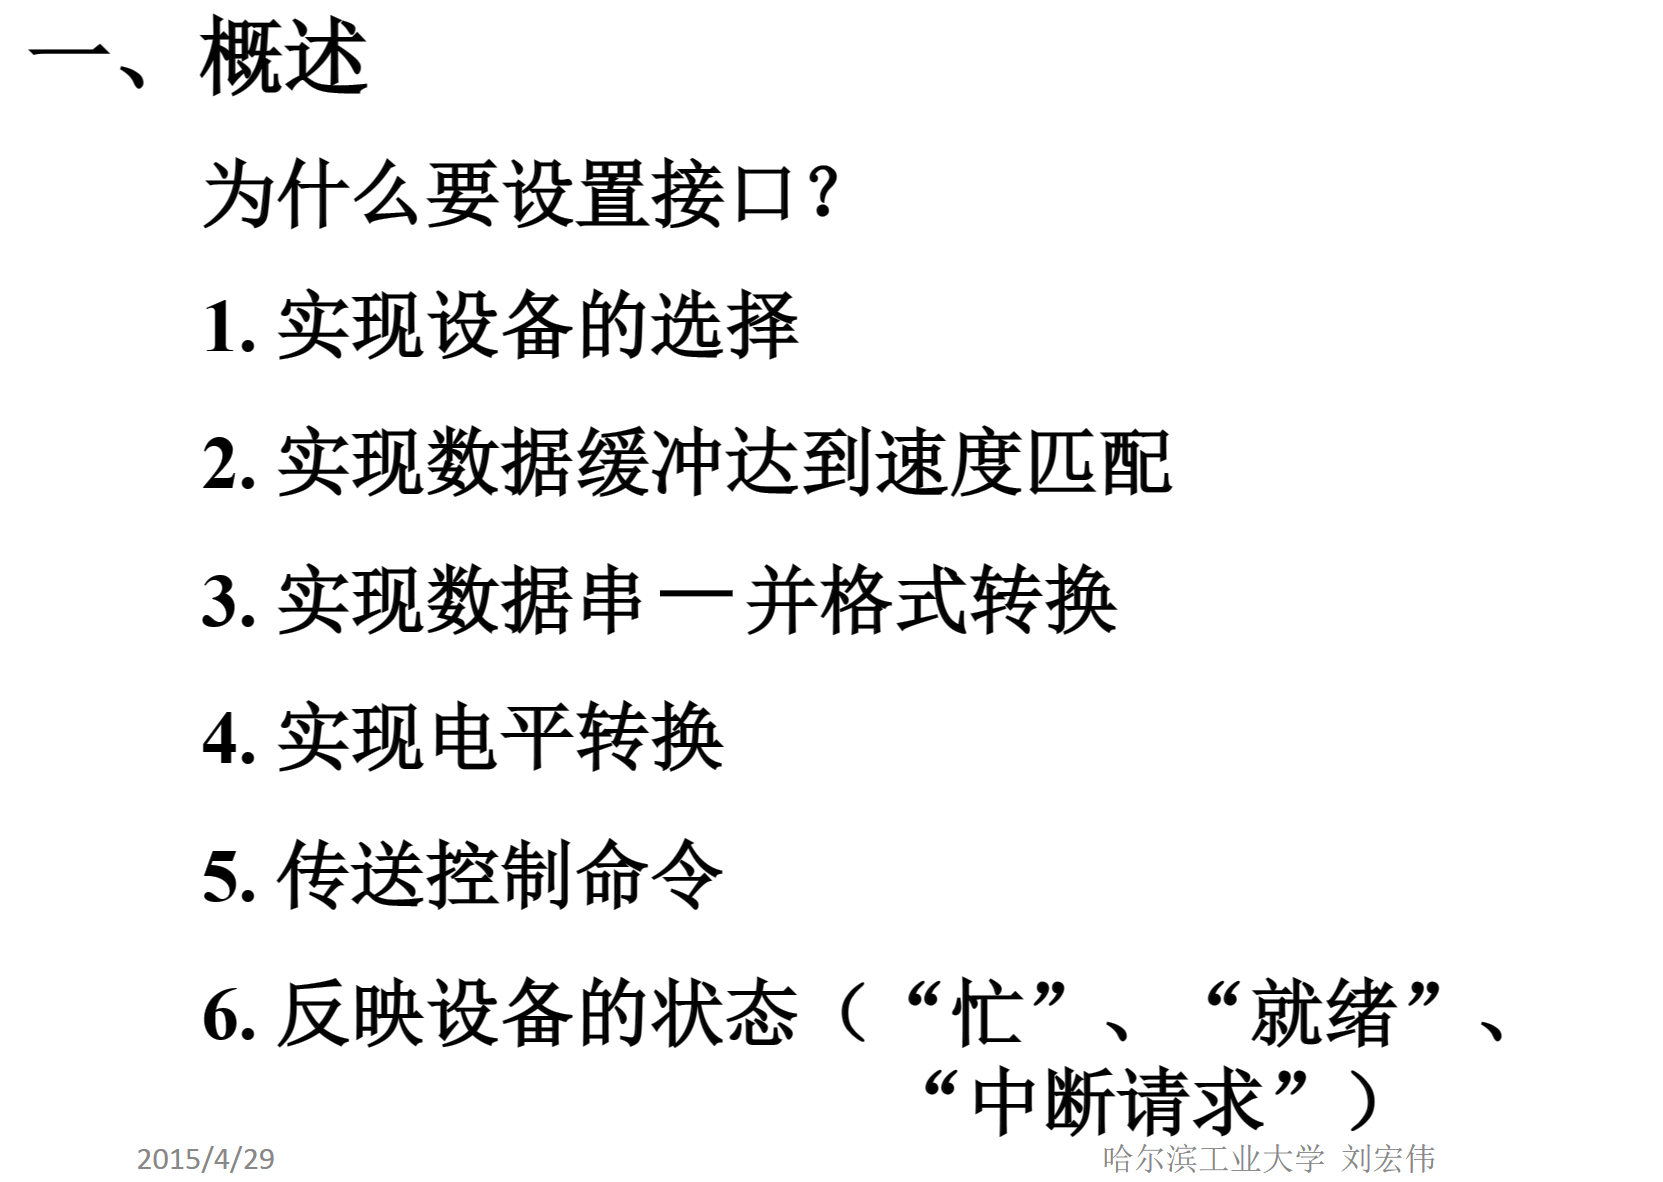 一、概述
为什么要设置接口？
1. 实现设备的选择
2. 实现数据缓冲达到速度匹配
3. 实现数据串—并格式转换
4. 实现电平转换
5. 传送控制命令
6. 反映设备的状态（“忙”、“就绪”、
“中断请求”）
2015/4/29 哈尔滨工业大学 刘宏伟